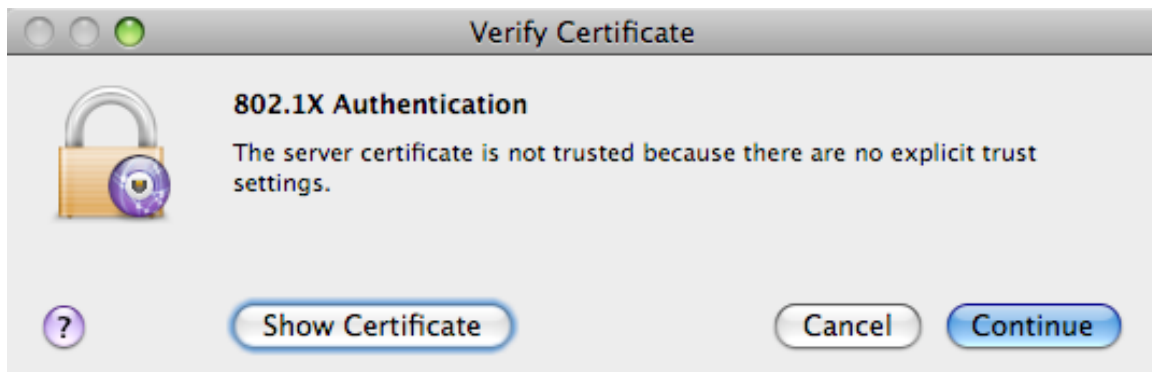 Verify Certificate
802.1X Authentication
The server certificate is not trusted because there are no explicit trust
settings.
?
Show Certificate
Cancel
Continue